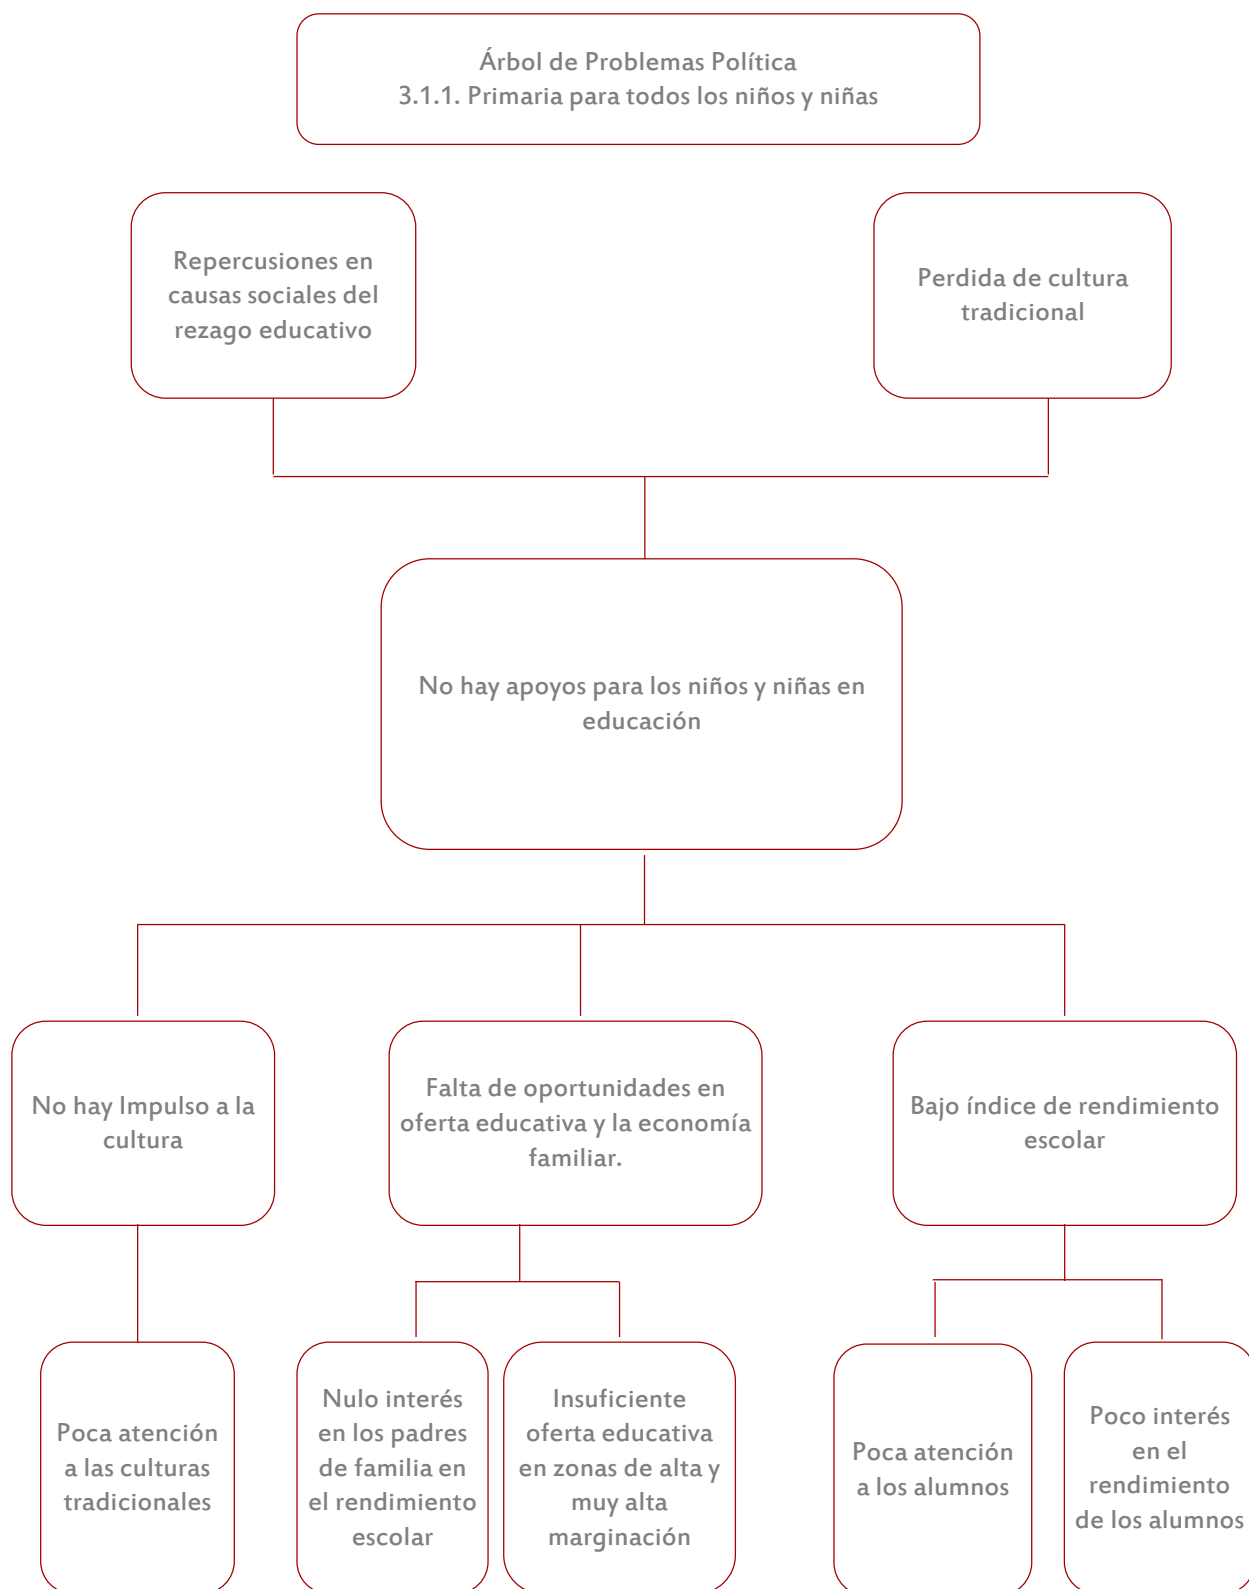 Árbol de Problemas Política
3.1.1. Primaria para todos los niños y niñas
Repercusiones en
causas sociales del
rezago educativo
Perdida de cultura
tradicional
No hay apoyos para los niños y niñas en
educación
No hay Impulso a la
cultura
Falta de oportunidades en
oferta educativa y la economía
familiar.
Bajo índice de rendimiento
escolar
Poca atención
a las culturas
tradicionales
Nulo interés
en los padres
de familia en
el rendimiento
escolar
Insuficiente
oferta educativa
en zonas de alta y
muy alta
marginación
Poca atención
a los alumnos
Poco interés
en el
rendimiento
de los alumnos